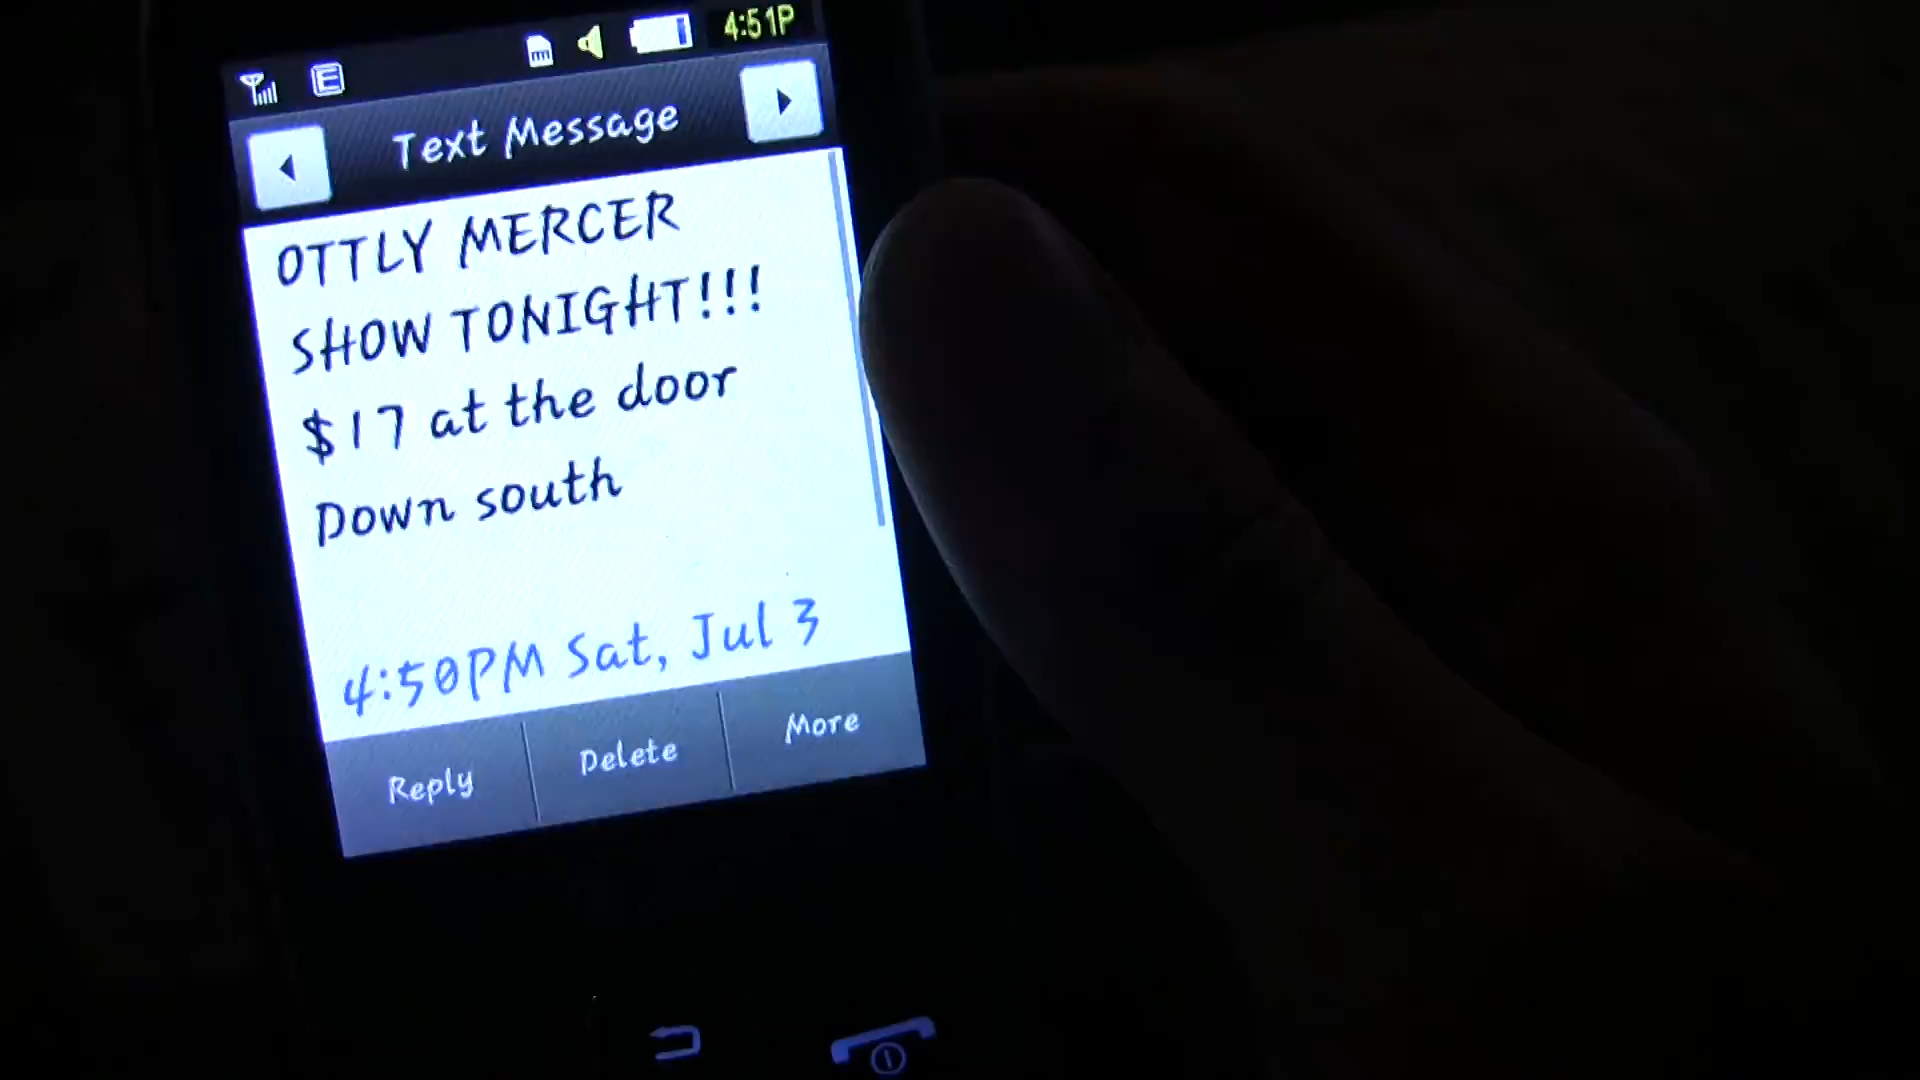 4:51P
Text Message
OTTLY MERCER
SHOW TONIGHT!!!
$17 at the door
Down south
4:50PM Sat, Jul 3
Reply Delete More